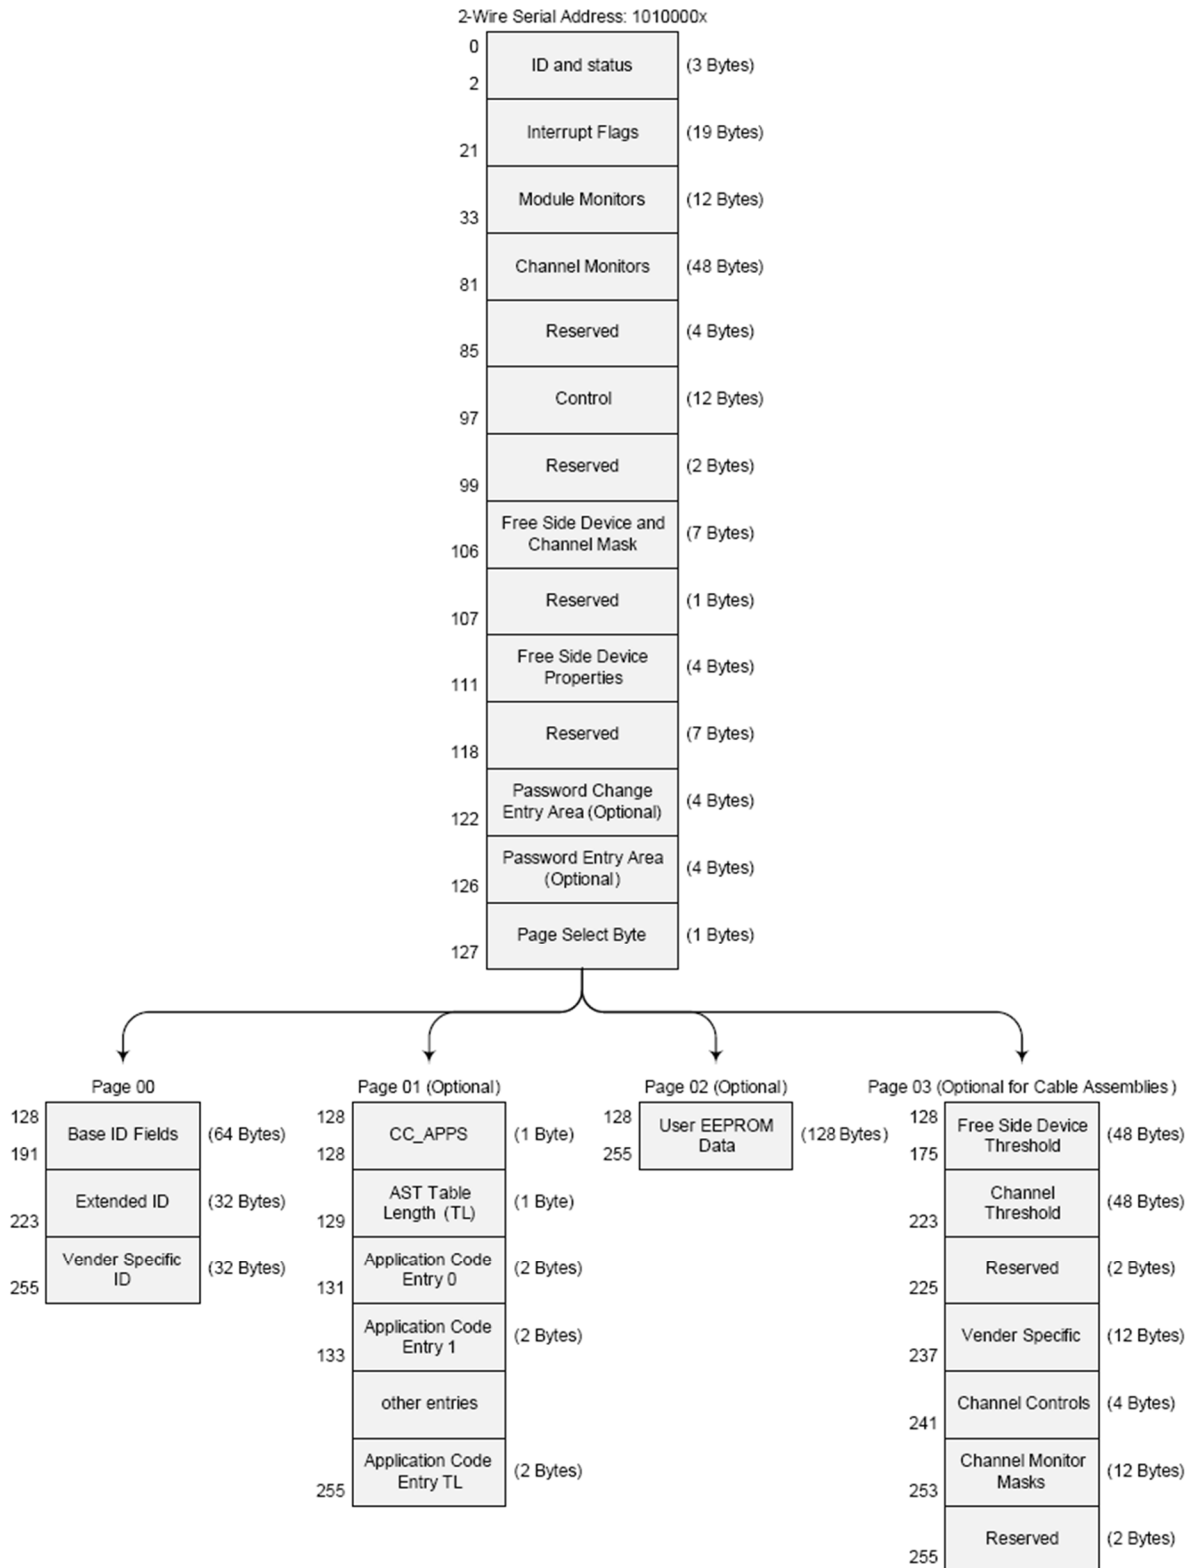 2-Wire Serial Address: 1010000x
0
ID and status
(3 Bytes)
2
Interrupt Flags
(19 Bytes)
21
Module Monitors
(12 Bytes)
33
Channel Monitors
(48 Bytes)
81
Reserved
(4 Bytes)
85
Control
(12 Bytes)
97
Reserved
(2 Bytes)
99
Free Side Device and
Channel Mask
(7 Bytes)
106
Reserved
(1 Bytes)
107
Free Side Device
Properties
(4 Bytes)
111
Reserved
(7 Bytes)
118
Password Change
Entry Area (Optional)
(4 Bytes)
122
Password Entry Area
(Optional)
(4 Bytes)
126
Page Select Byte
(1 Bytes)
127
Page 00
128
Base ID Fields
(64 Bytes)
191
Extended ID
(32 Bytes)
223
Vender Specific
ID
(32 Bytes)
255
Page 01 (Optional)
128
CC_APPS
(1 Byte)
128
AST Table
Length (TL)
(1 Byte)
129
Application Code
Entry 0
(2 Bytes)
131
Application Code
Entry 1
(2 Bytes)
133
other entries
Application Code
Entry TL
(2 Bytes)
255
Page 02 (Optional)
128
User EEPROM
Data
(128 Bytes)
255
Page 03 (Optional for Cable Assemblies)
128
Free Side Device
Threshold
(48 Bytes)
175
Channel
Threshold
(48 Bytes)
223
Reserved
(2 Bytes)
225
Vender Specific
(12 Bytes)
237
Channel Controls
(4 Bytes)
241
Channel Monitor
Masks
(12 Bytes)
253
Reserved
(2 Bytes)
255